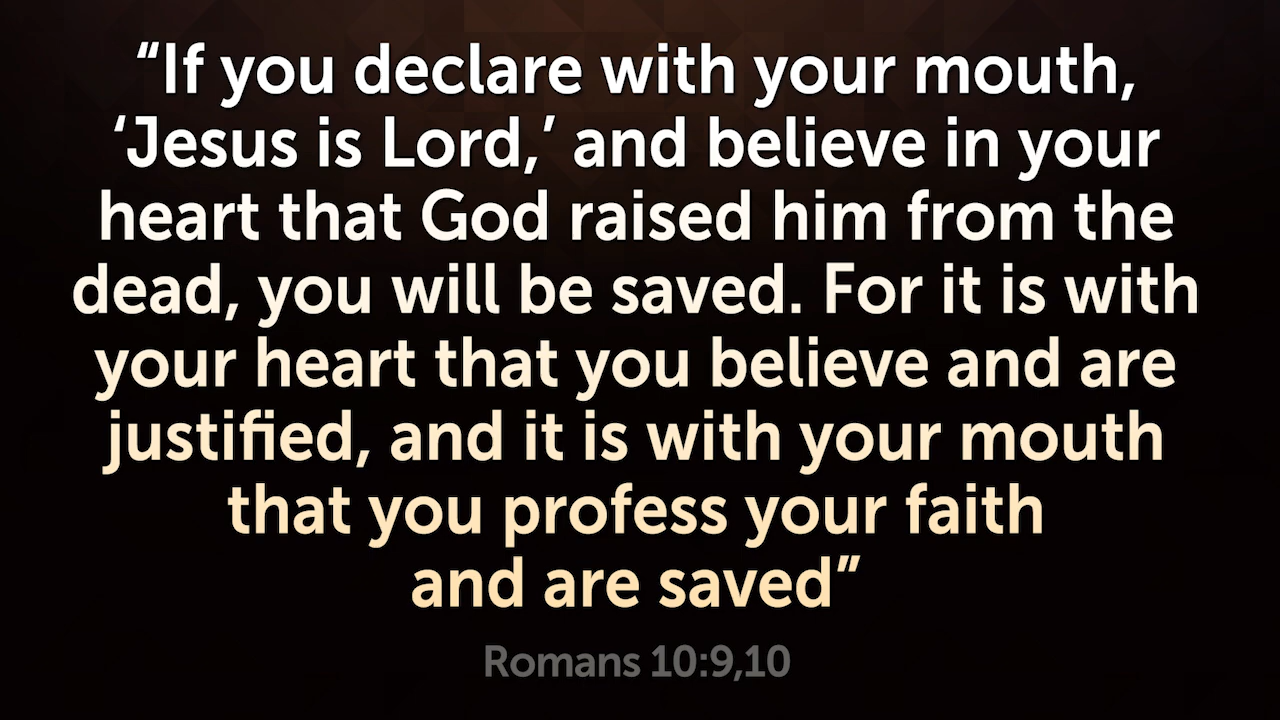 “If you declare with your mouth,
‘Jesus is Lord,’ and believe in your
heart that God raised him from the
dead, you will be saved. For it is with
your heart that you believe and are
justified, and it is with your mouth
that you profess your faith
and are saved”
Romans 10:9,10